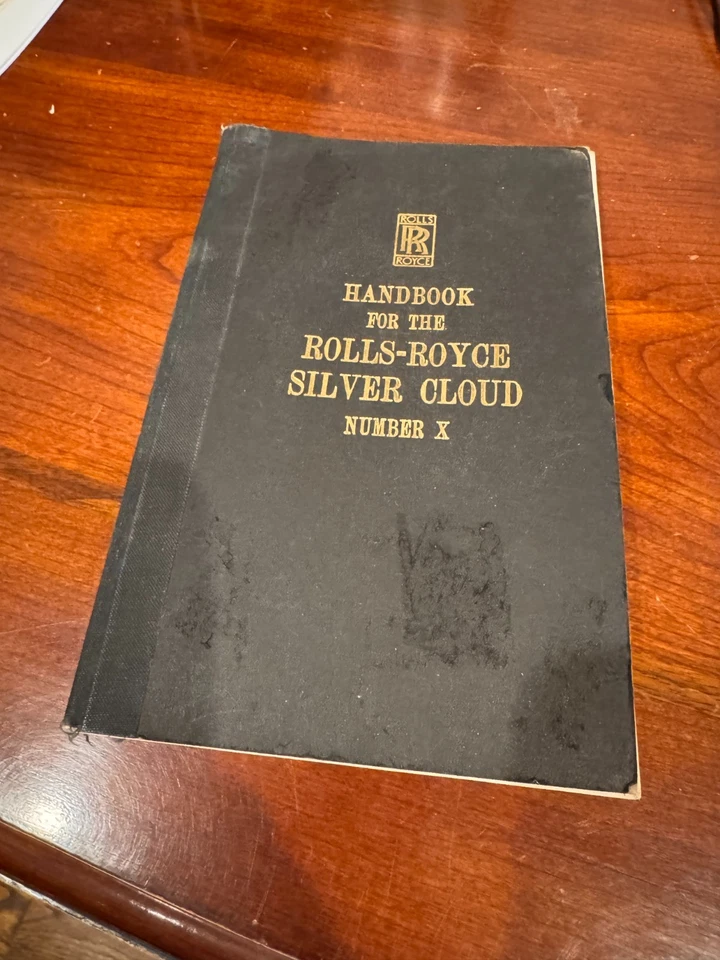 ROLLS
RR
ROYCE
HANDBOOK
FOR THE
ROLLS-ROYCE
SILVER CLOUD
NUMBER X